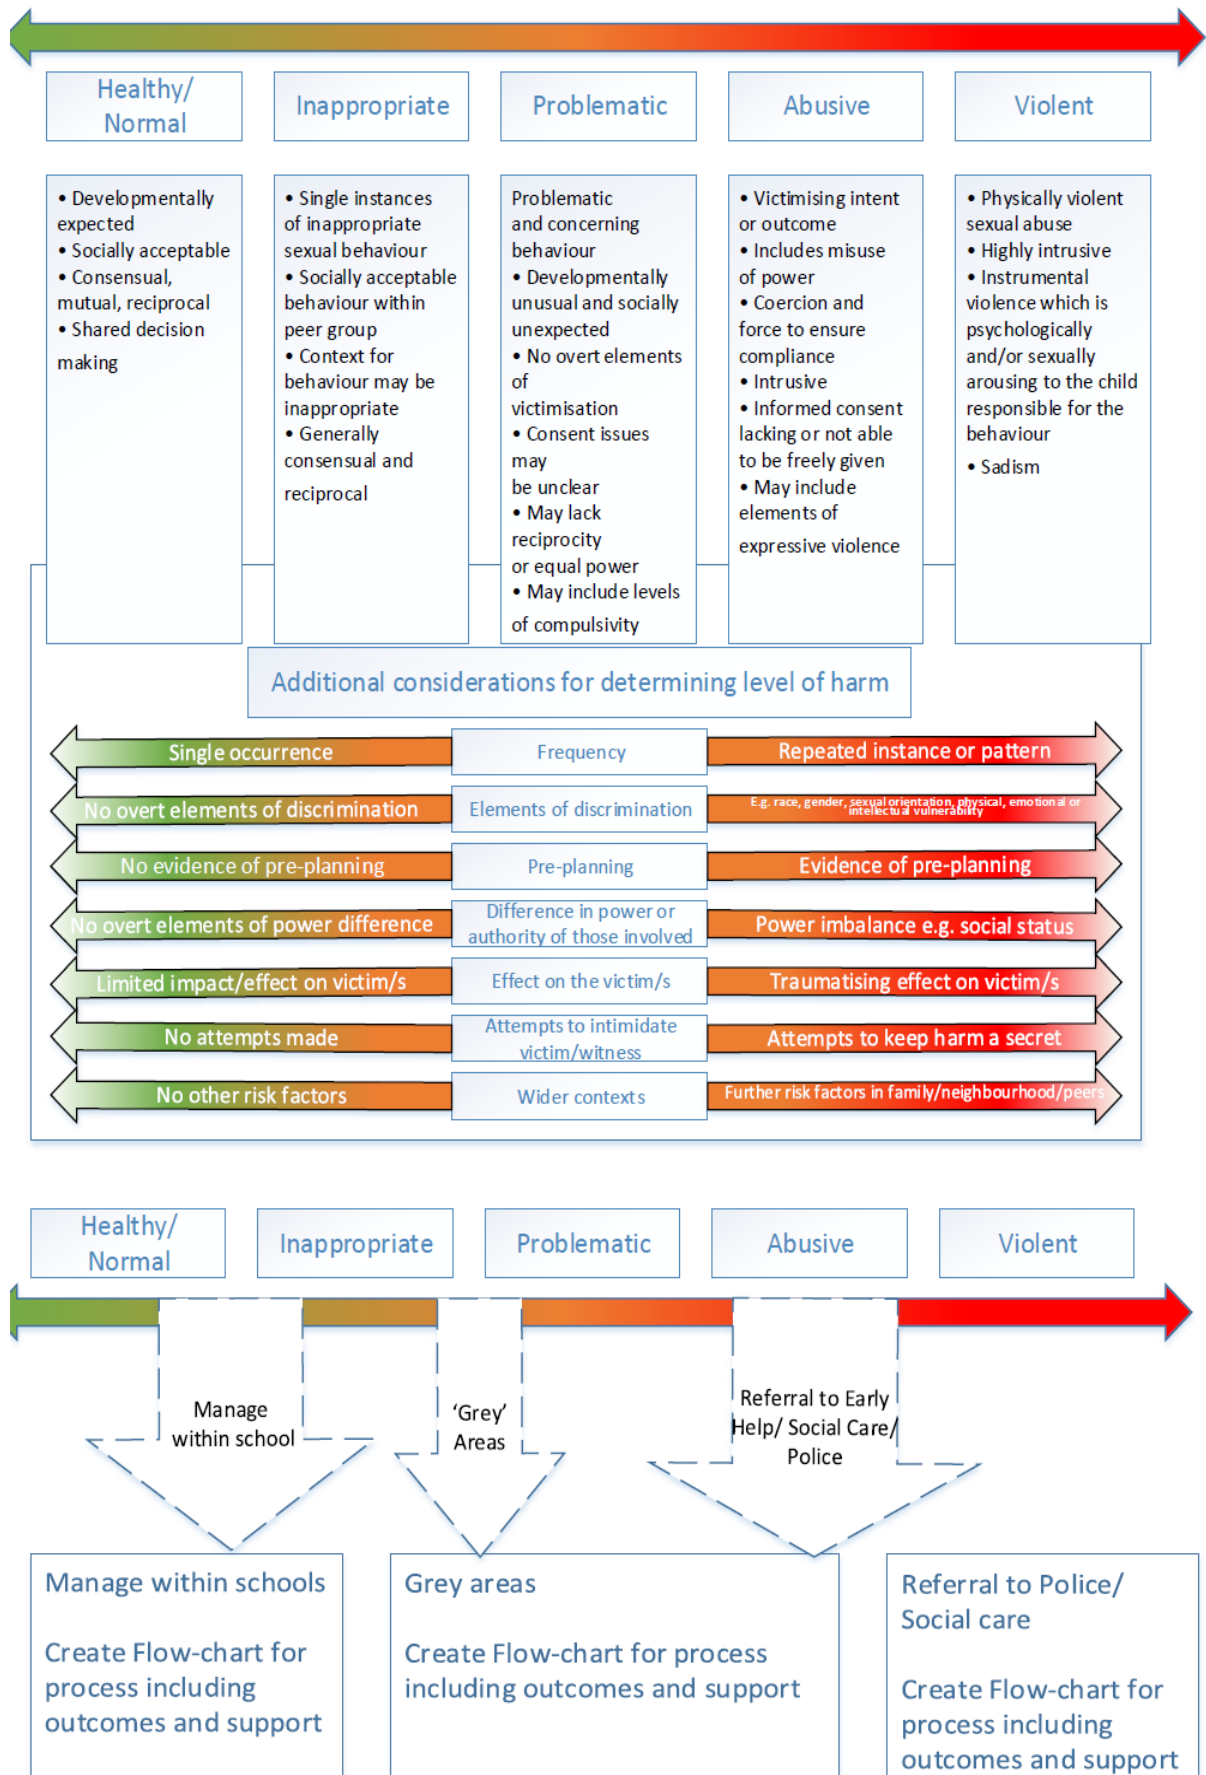 Healthy/
Normal
Inappropriate
Problematic
Abusive
Violent
• Developmentally
expected
• Socially acceptable
• Consensual,
mutual, reciprocal
• Shared decision
making
• Single instances
of inappropriate
sexual behaviour
• Socially acceptable
behaviour within
peer group
• Context for
behaviour may be
inappropriate
• Generally
consensual and
reciprocal
Problematic
and concerning
behaviour
• Developmentally
unusual and socially
unexpected
• No overt elements
of
victimisation
• Consent issues
may
be unclear
• May lack
reciprocity
or equal power
• May include levels
of compulsivity
• Victimising intent
or outcome
• Includes misuse
of power
• Coercion and
force to ensure
compliance
• Intrusive
• Informed consent
lacking or not able
to be freely given
• May include
elements of
expressive violence
• Physically violent
sexual abuse
• Highly intrusive
• Instrumental
violence which is
psychologically
and/or sexually
arousing to the child
responsible for the
behaviour
• Sadism
Additional considerations for determining level of harm
Single occurrence
Frequency
Repeated instance or pattern
No overt elements of discrimination
Elements of discrimination
E.g. race, gender, sexual orientation, physical, emotional or
intellectual vulnerability
No evidence of pre-planning
Pre-planning
Evidence of pre-planning
No overt elements of power difference
Difference in power or
authority of those involved
Power imbalance e.g. social status
Limited impact/effect on victim/s
Effect on the victim/s
Traumatising effect on victim/s
No attempts made
Attempts to intimidate
victim/witness
Attempts to keep harm a secret
No other risk factors
Wider contexts
Further risk factors in family/neighbourhood/peers
Healthy/
Normal
Inappropriate
Problematic
Abusive
Violent
Manage
within school
‘Grey’
Areas
Referral to Early
Help/ Social Care/
Police
Manage within schools
Create Flow-chart for
process including
outcomes and support
Grey areas
Create Flow-chart for process
including outcomes and support
Referral to Police/
Social care
Create Flow-chart for
process including
outcomes and support